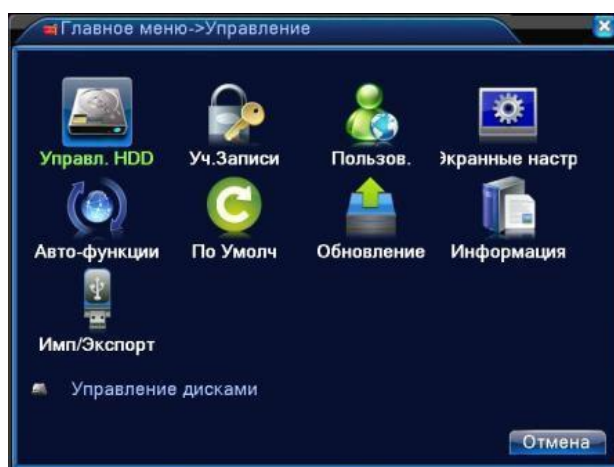 Главное меню->Управление
Управл. HDD Уч.Записи Пользов. Экранные настр
Авто-функции По Умолч Обновление Информация
Имп/Экспорт
Управление дисками
Отмена